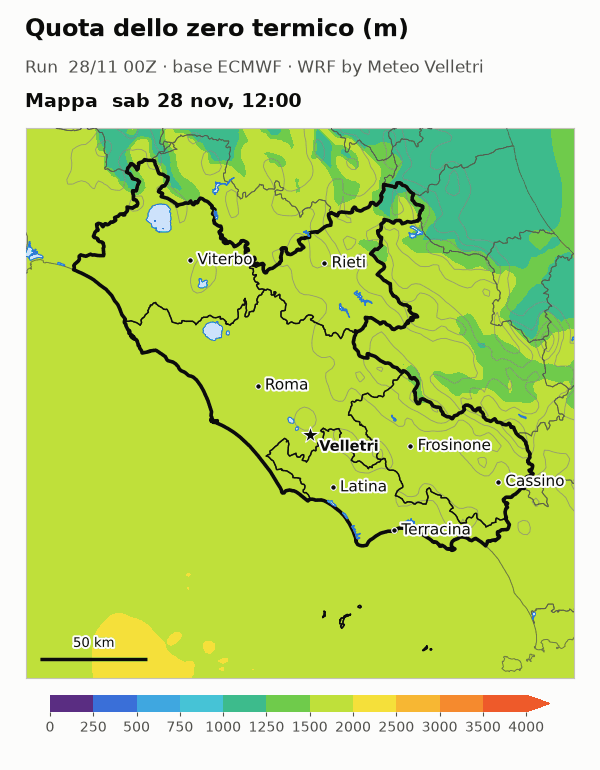 Quota dello zero termico (m)
Run  28/11 00Z · base ECMWF · WRF by Meteo Velletri
Mappa  sab 28 nov, 12:00
Viterbo
Rieti
Roma
Velletri
Frosinone
Latina
Cassino
Terracina
50 km
0 250 500 750 1000 1250 1500 2000 2500 3000 3500 4000